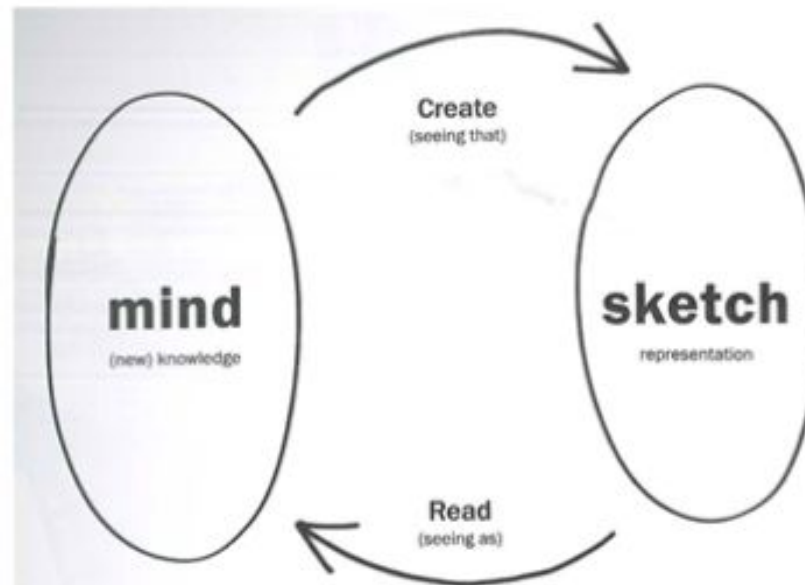 Create
(seeing that)
mind
(new) knowledge
sketch
representation
Read
(seeing as)